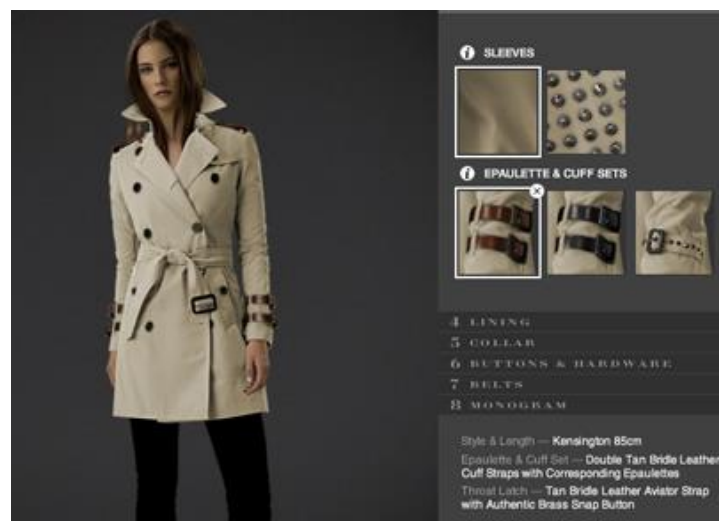 SLEEVES
EPAULETTE & CUFF SETS
4 LINING
5 COLLAR
6 BUTTONS & HARDWARE
7 BELTS
8 MONOGRAM
Style & Length — Kensington 85cm
Epaulette & Cuff Set — Double Tan Bridle Leather
Cuff Straps with Corresponding Epaulettes
Throat Latch — Tan Bridle Leather Aviator Strap
with Authentic Brass Snap Button